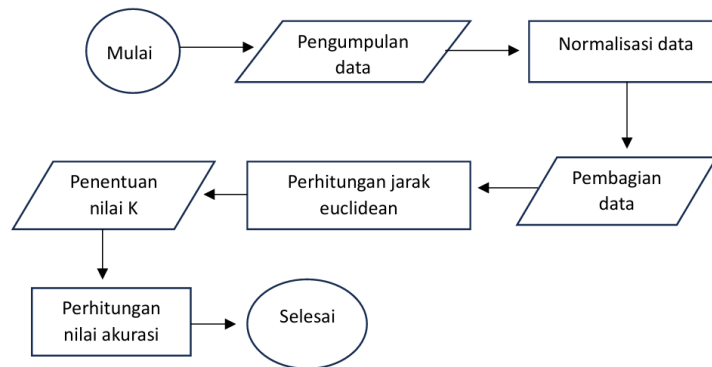 Mulai
Pengumpulan
data
Normalisasi data
Pembagian
data
Perhitungan jarak
euclidean
Penentuan
nilai K
Perhitungan
nilai akurasi
Selesai